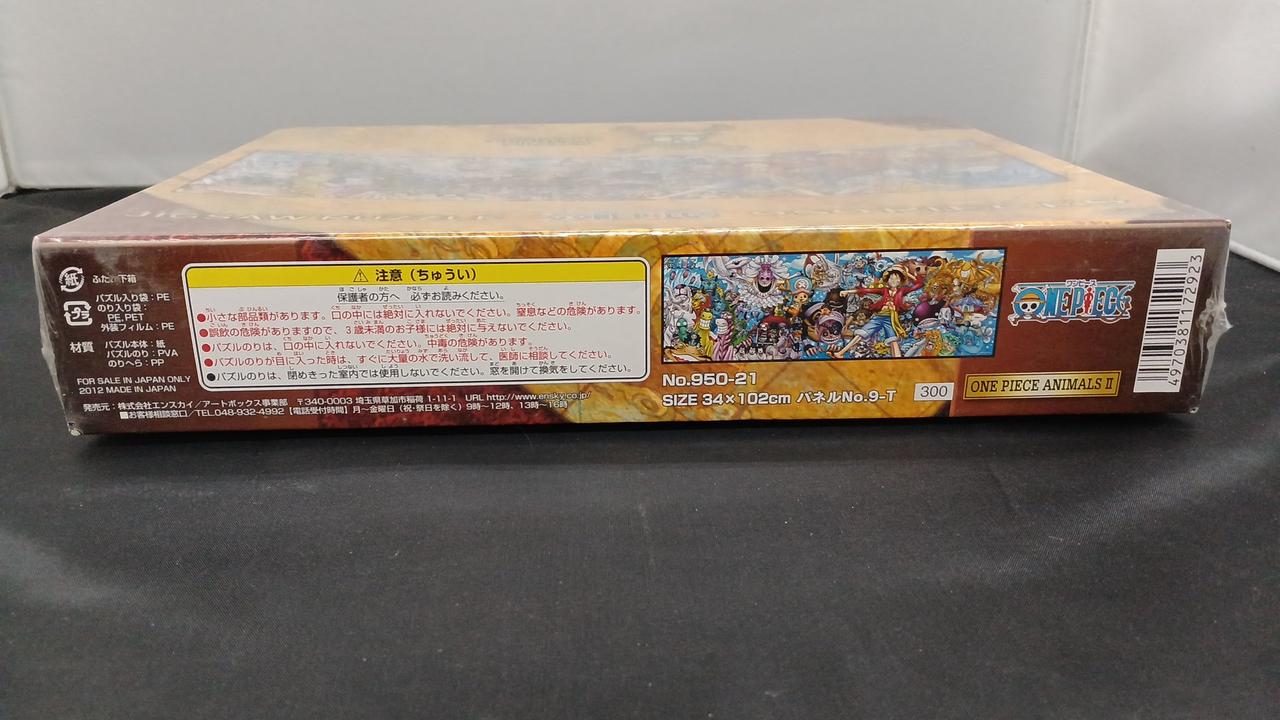 JIGSAW PUZZLE
紙
ふた・下箱
プラ
パズル入り袋:PE
のり入り袋:
PE, PET
外装フィルム:PE
材質
パズル本体:紙
パズルのり:PVA
のりへら:PP
FOR SALE IN JAPAN ONLY
2012 MADE IN JAPAN
⚠ 注意(ちゅうい)
保護者の方へ 必ずお読みください。
●小さな部品類があります。口の中には絶対に入れないでください。窒息などの危険があります。
●誤飲の危険がありますので、3歳未満のお子様には絶対に与えないでください。
●パズルのりは、口の中に入れないでください。中毒の危険があります。
●パズルのりが目に入った時は、すぐに大量の水で洗い流して、医師に相談してください。
●パズルのりは、閉めきった室内では使用しないでください。窓を開けて換気をしてください。
発売元:株式会社エンスカイ/アートボックス事業部 〒340-0003 埼玉県草加市稲荷 1-11-1 URL http://www.ensky.co.jp/
■お客様相談窓口/TEL.048-932-4992【電話受付時間】月~金曜日(祝・祭日を除く)9時~12時、13時~16時
No.950-21
SIZE 34×102cm パネルNo.9-T
300
ワンピース
ONE PIECE
ONE PIECE ANIMALS II
4970381172923